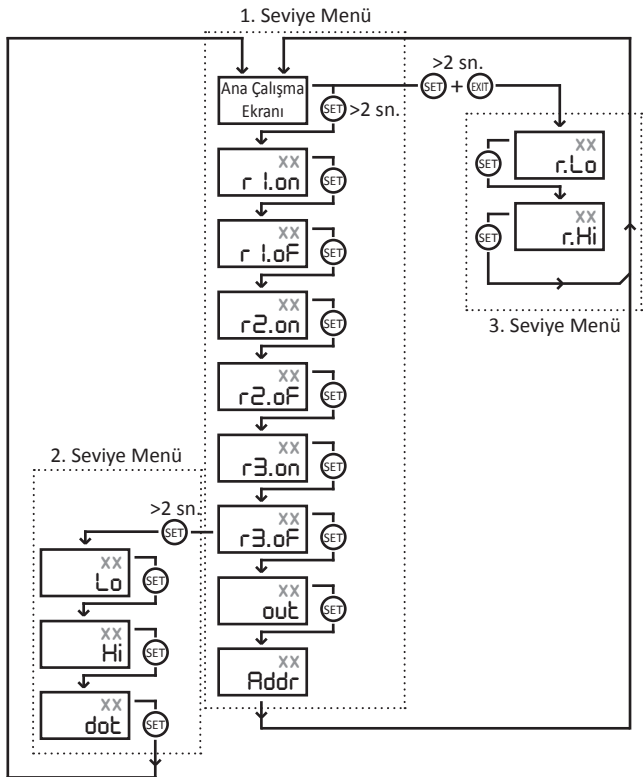 1. Seviye Menü
Ana Çalışma
Ekranı
SET >2 sn.
>2 sn.
SET + EXIT
XX
r1.on
SET
XX
r1.oF
SET
XX
r2.on
SET
XX
r2.oF
SET
XX
r3.on
SET
XX
r3.oF
SET
XX
out
SET
XX
Addr
XX
r.Lo
SET
XX
r.Hi
SET
3. Seviye Menü
2. Seviye Menü
>2 sn.
SET
XX
Lo
SET
XX
Hi
SET
XX
dot
SET